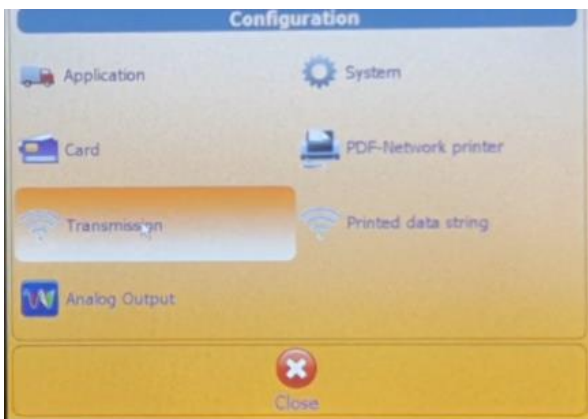 Configuration
Application
System
Card
PDF-Network printer
Transmission
Printed data string
Analog Output
Close